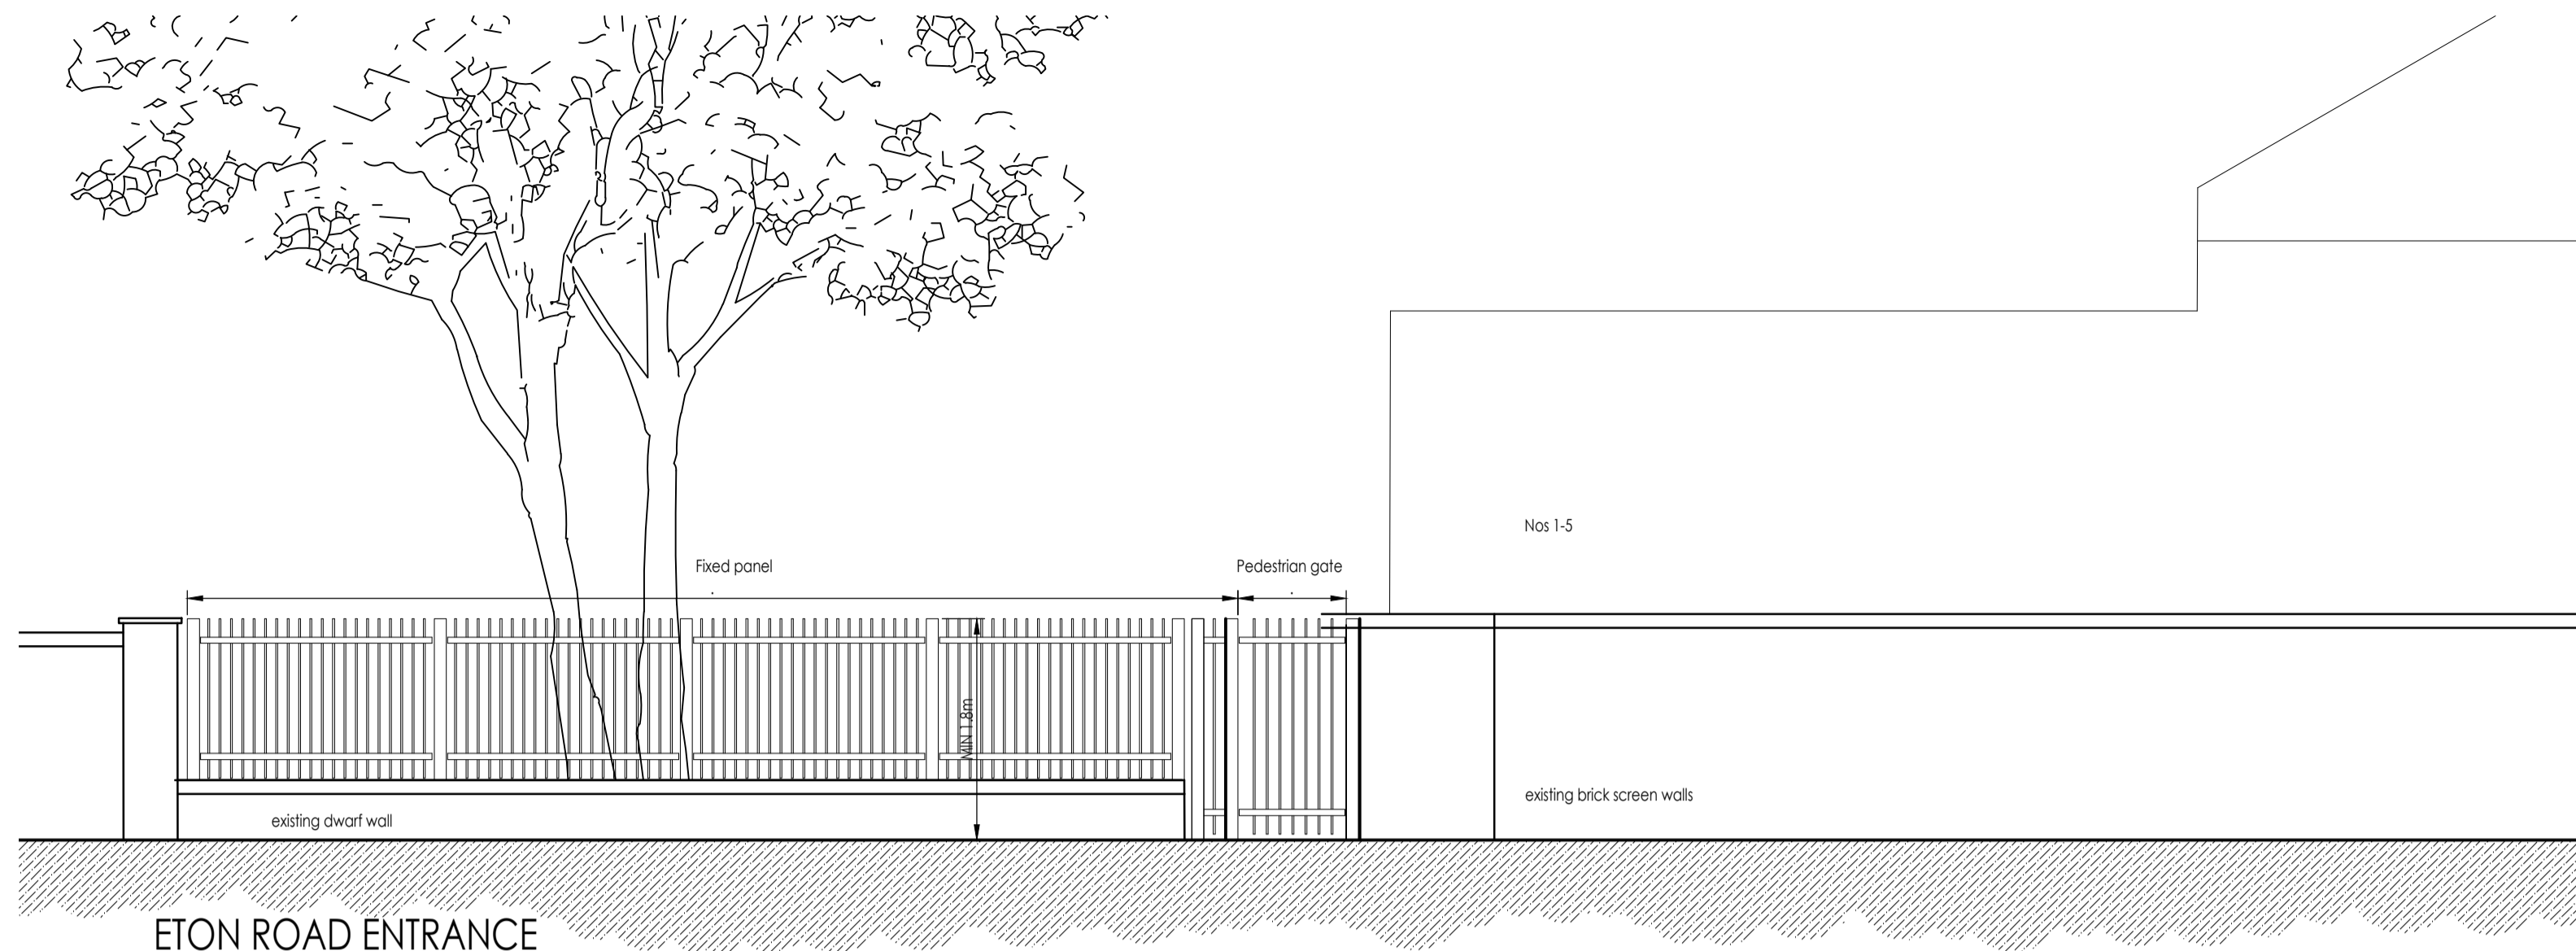 Nos 1-5
Fixed panel
Pedestrian gate
MIN 1.8m
existing brick screen walls
existing dwarf wall
ETON ROAD ENTRANCE